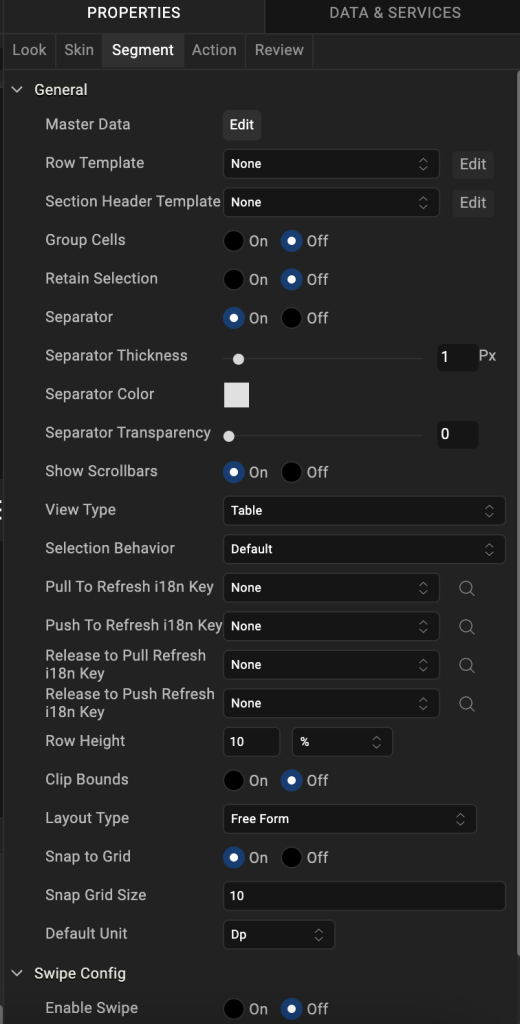 PROPERTIES DATA & SERVICES
Look Skin Segment Action Review
General
Master Data Edit
Row Template None Edit
Section Header Template None Edit
Group Cells On Off
Retain Selection On Off
Separator On Off
Separator Thickness 1 Px
Separator Color
Separator Transparency 0
Show Scrollbars On Off
View Type Table
Selection Behavior Default
Pull To Refresh i18n Key None
Push To Refresh i18n Key None
Release to Pull Refresh
i18n Key None
Release to Push Refresh
i18n Key None
Row Height 10 %
Clip Bounds On Off
Layout Type Free Form
Snap to Grid On Off
Snap Grid Size 10
Default Unit Dp
Swipe Config
Enable Swipe On Off